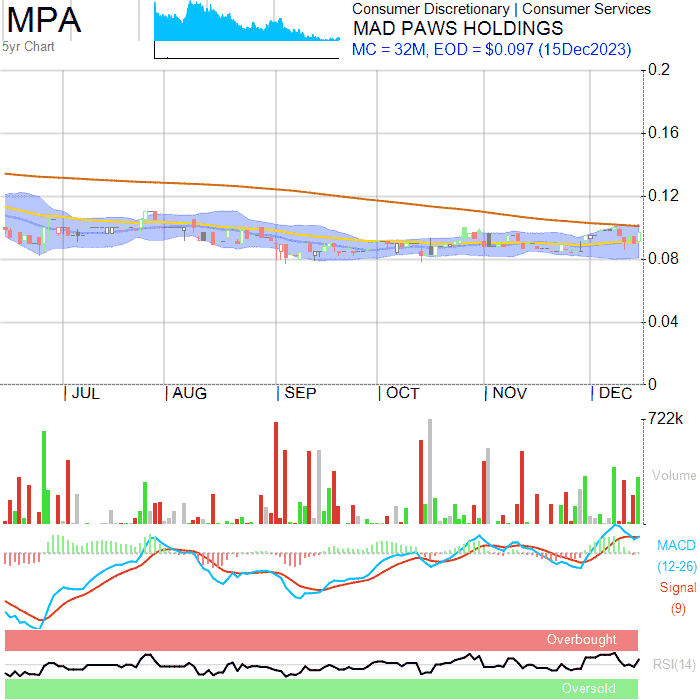 MPA
5yr Chart
Consumer Discretionary | Consumer Services
MAD PAWS HOLDINGS
MC = 32M, EOD = $0.097 (15Dec2023)
0.2
0.16
0.12
0.08
0.04
0
JUL AUG SEP OCT NOV DEC
722k
Volume
MACD
(12-26)
Signal
(9)
Overbought
RSI(14)
Oversold